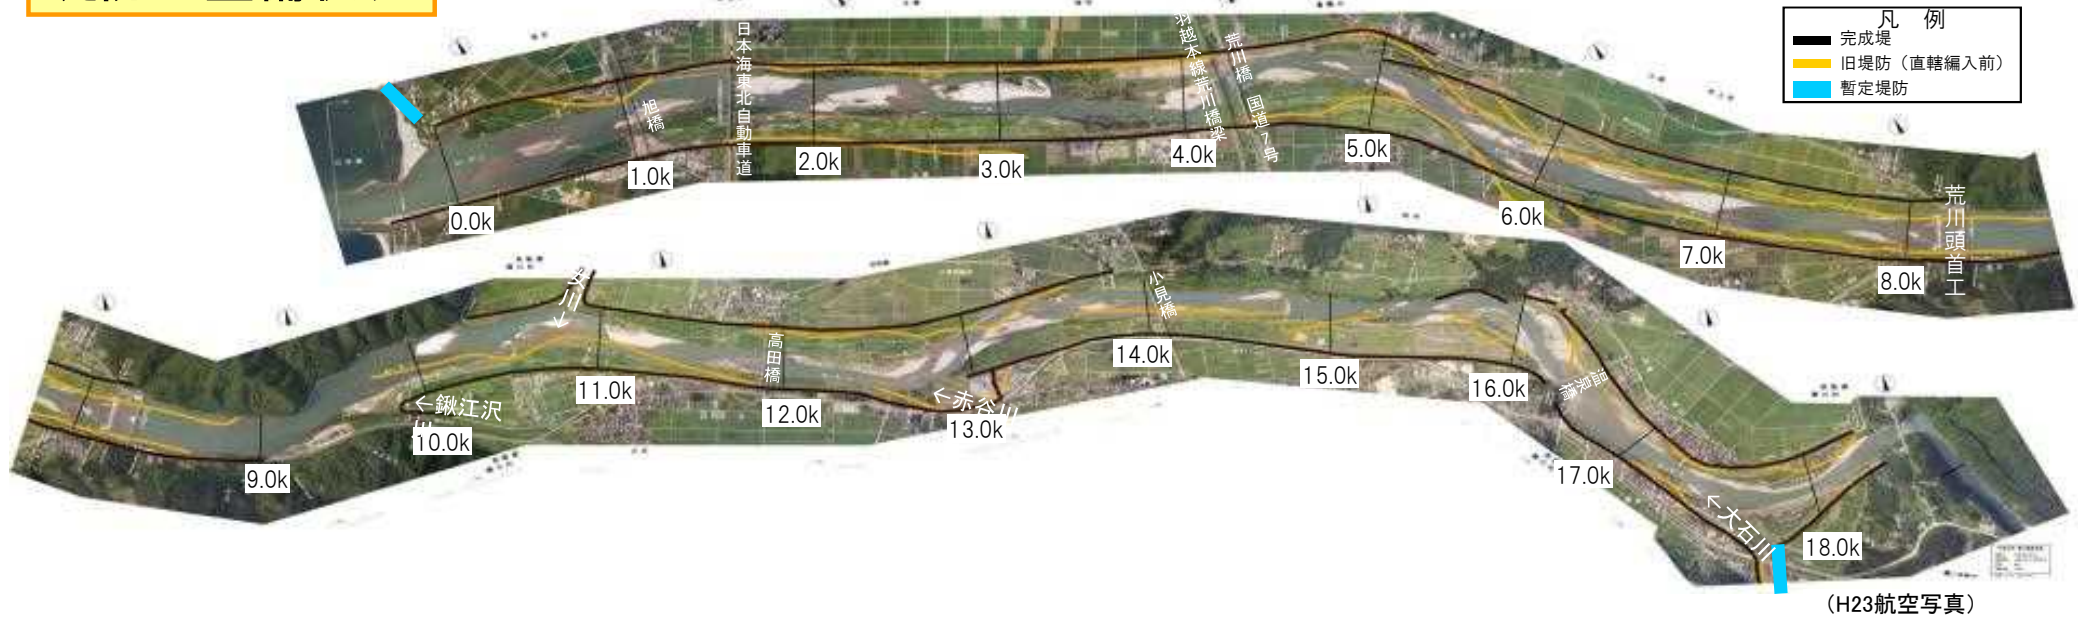 凡 例
完成堤
旧堤防（直轄編入前）
暫定堤防
日本海東北自動車道
旭橋
羽越本線荒川橋梁
荒川橋 国道7号
荒川頭首工
0.0k
1.0k
2.0k
3.0k
4.0k
5.0k
6.0k
7.0k
8.0k
女川
←
高田橋
小見橋
温泉橋
←鍬江沢
←赤谷川
←大石川
9.0k
10.0k
11.0k
12.0k
13.0k
14.0k
15.0k
16.0k
17.0k
18.0k
（H23航空写真）